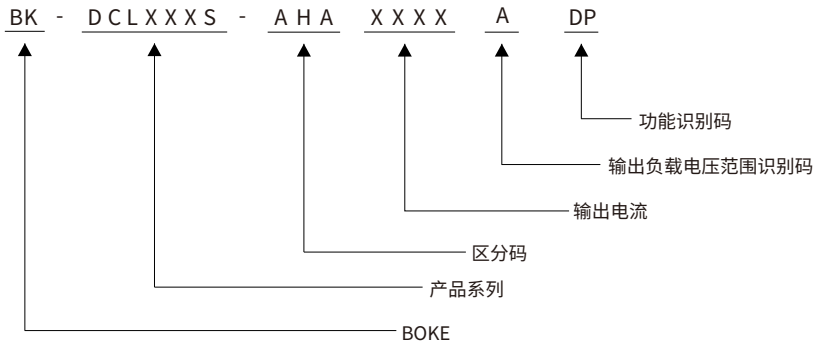 BK - DCLXXXS - AHA XXXX A DP
功能识别码
输出负载电压范围识别码
输出电流
区分码
产品系列
BOKE